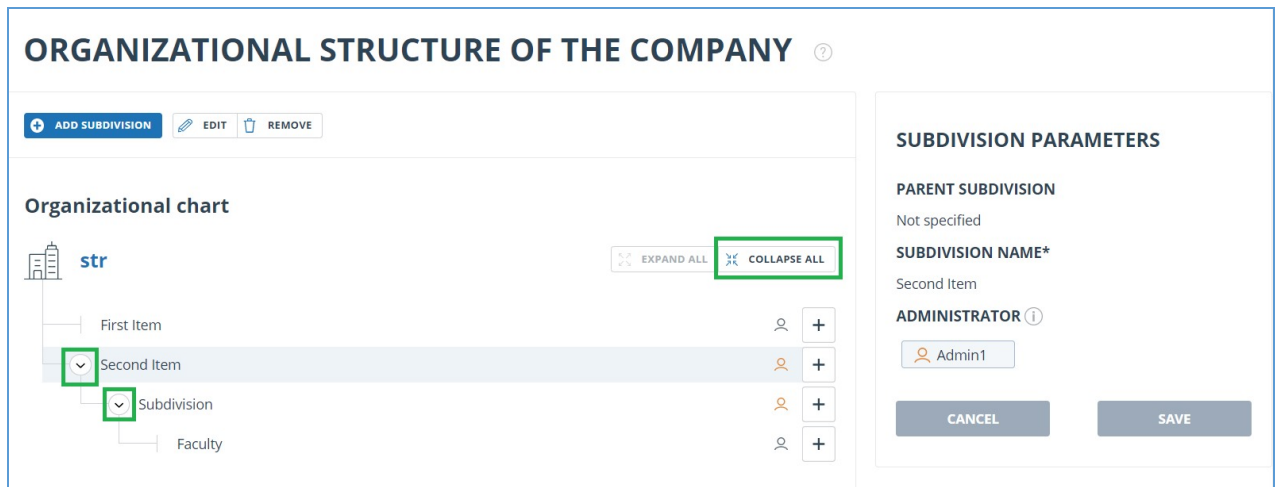 ORGANIZATIONAL STRUCTURE OF THE COMPANY ?
ADD SUBDIVISION EDIT REMOVE
Organizational chart
str
EXPAND ALL COLLAPSE ALL
First Item
Second Item
Subdivision
Faculty
SUBDIVISION PARAMETERS
PARENT SUBDIVISION
Not specified
SUBDIVISION NAME*
Second Item
ADMINISTRATOR i
Admin1
CANCEL SAVE